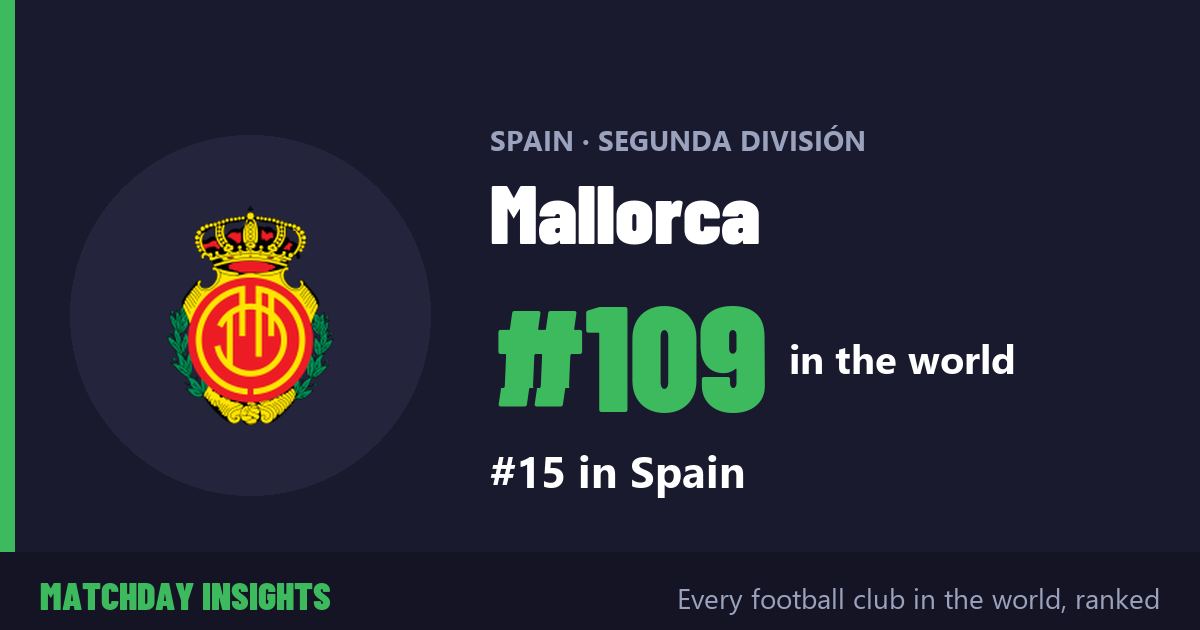 SPAIN · SEGUNDA DIVISIÓN
Mallorca
#109 in the world
#15 in Spain
MATCHDAY INSIGHTS
Every football club in the world, ranked